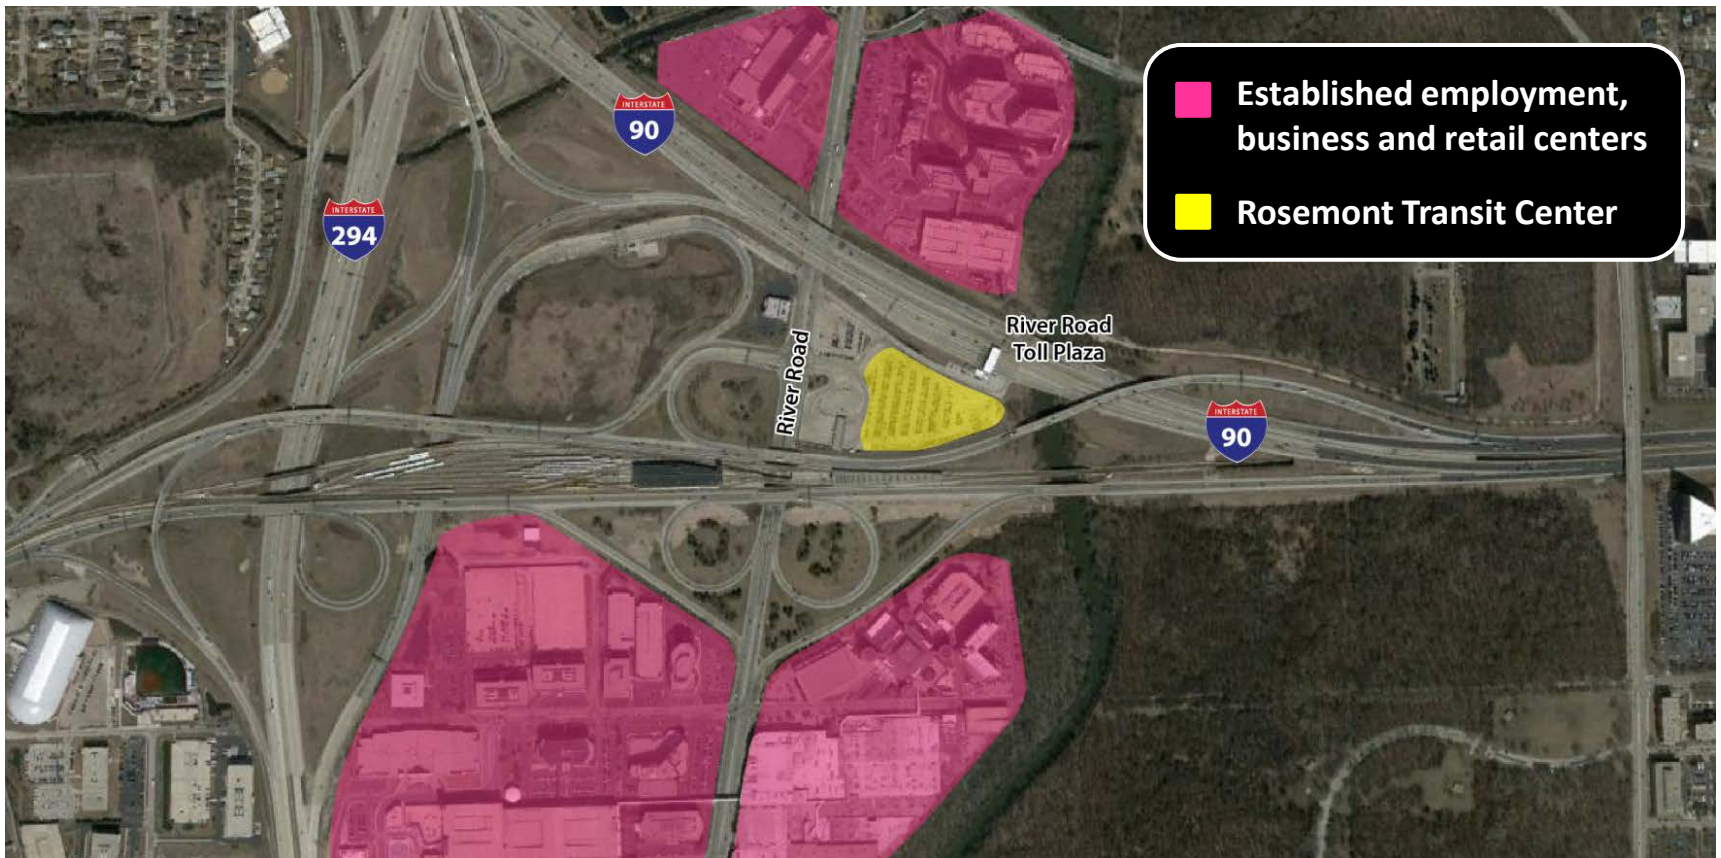 INTERSTATE
90
INTERSTATE
294
Established employment,
business and retail centers
Rosemont Transit Center
River Road
Toll Plaza
River Road
INTERSTATE
90